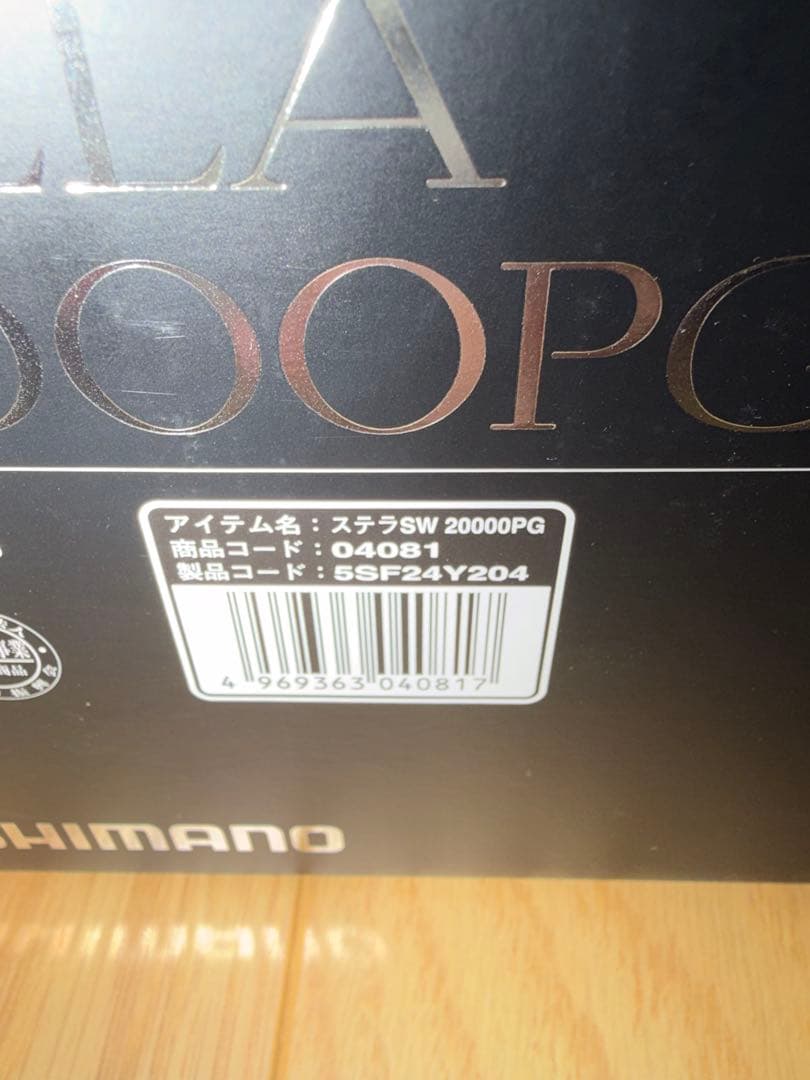 LLA
000PG
アイテム名：ステラSW 20000PG
商品コード：04081
製品コード：5SF24Y204
4 969363 040817
SHIMANO